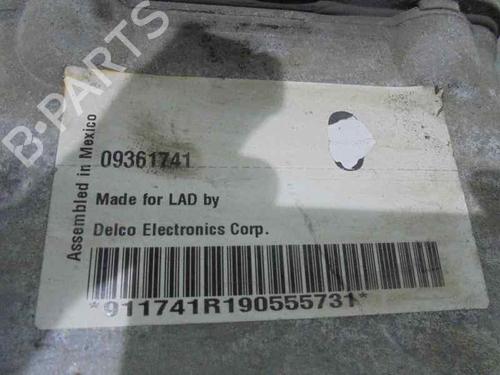 B-PARTS
Assembled in Mexico
09361741
Made for LAD by
Delco Electronics Corp.
*911741R190555731*